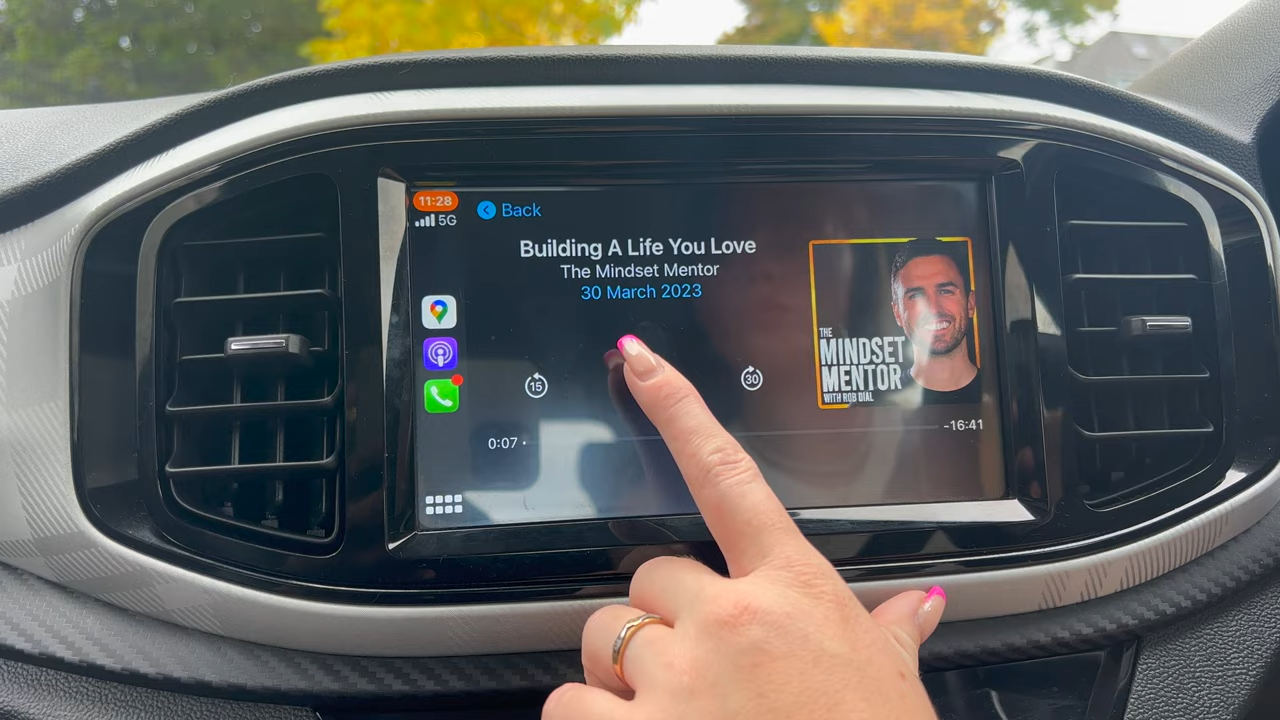 11:28
5G
Back
Building A Life You Love
The Mindset Mentor
30 March 2023
15
30
THE
MINDSET
MENTOR
WITH ROB DIAL
0:07
-16:41